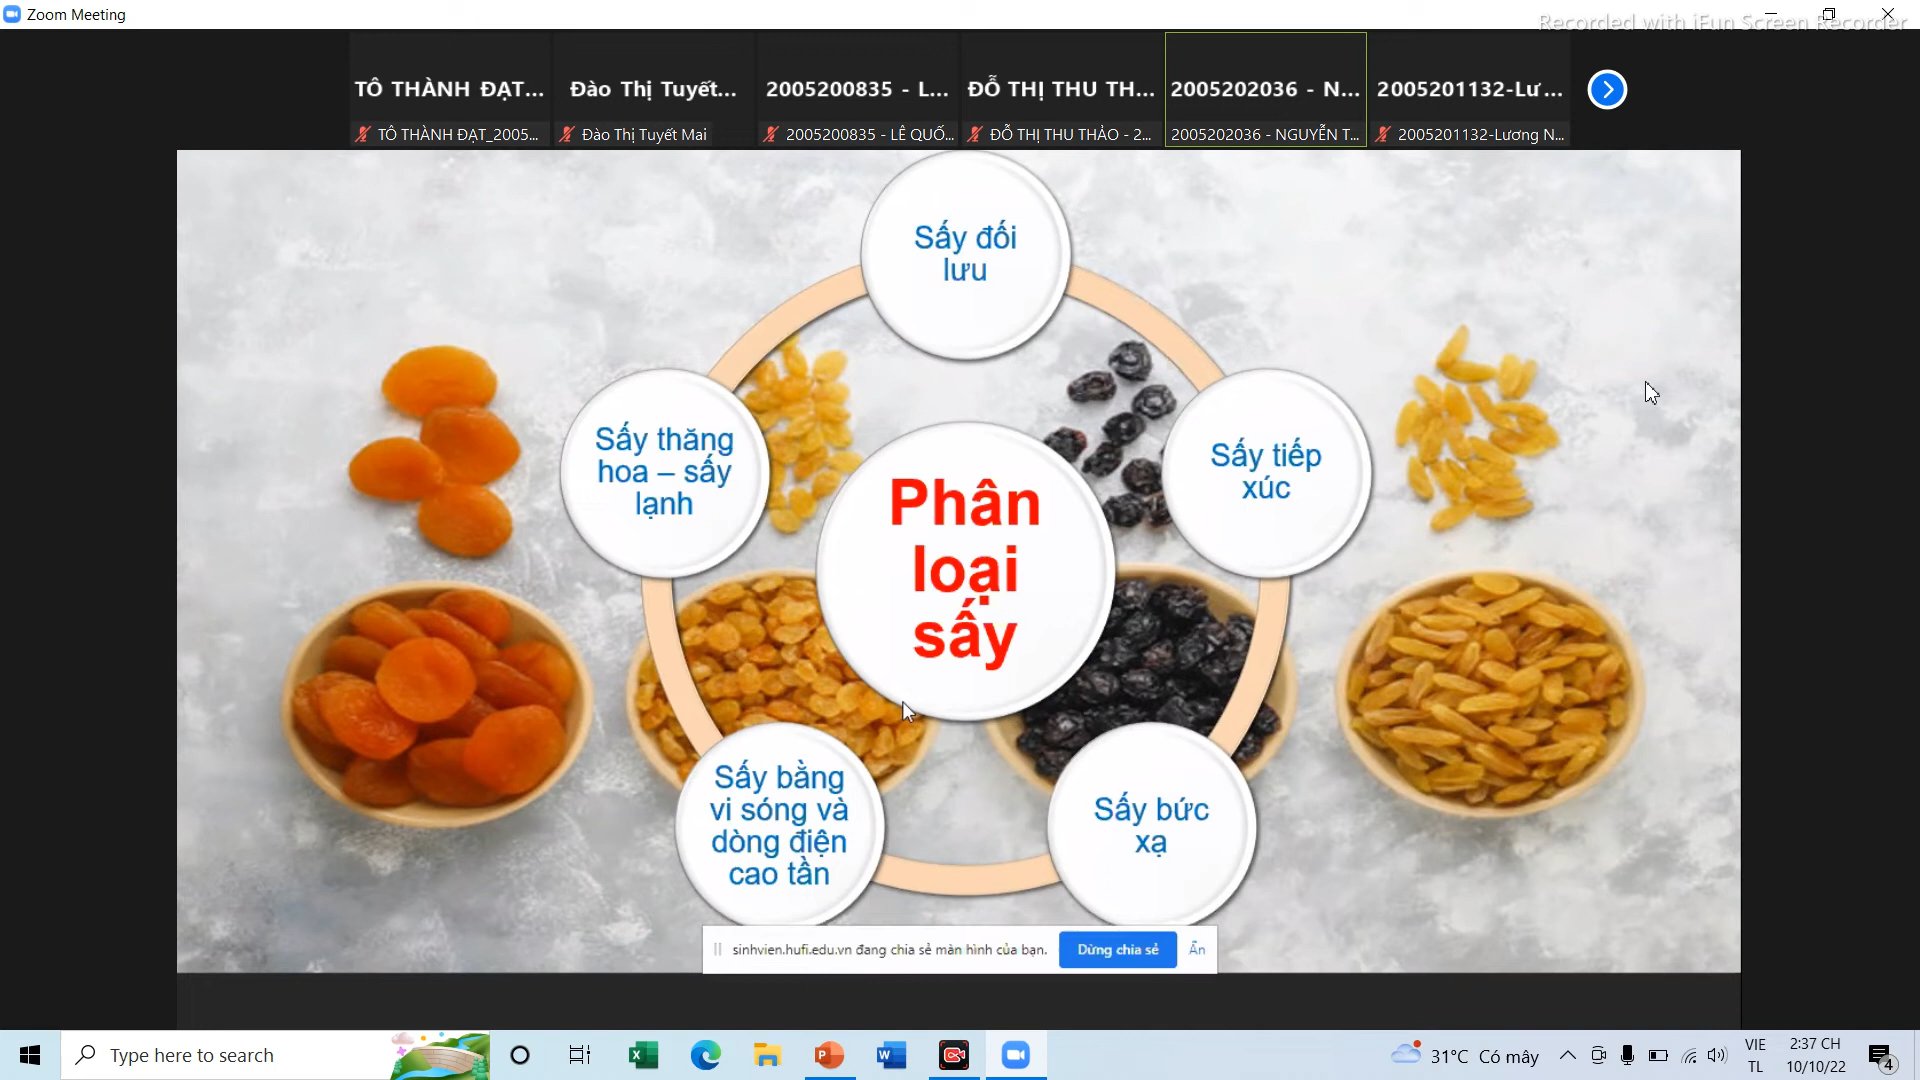 Zoom Meeting
Recorded with iFun Screen Recorder
TÔ THÀNH ĐẠT...
Đào Thị Tuyết...
2005200835 - L...
ĐỖ THỊ THU TH...
2005202036 - N...
2005201132-Lư...
TÔ THÀNH ĐẠT_2005...
Đào Thị Tuyết Mai
2005200835 - LÊ QUỐ...
ĐỖ THỊ THU THẢO - 2...
2005202036 - NGUYỄN T...
2005201132-Lương N...
Sấy đối
lưu
Sấy thăng
hoa – sấy
lạnh
Sấy tiếp
xúc
Phân
loại
sấy
Sấy bằng
vi sóng và
dòng điện
cao tần
Sấy bức
xạ
sinhvien.hufi.edu.vn đang chia sẻ màn hình của bạn.
Dừng chia sẻ
Ẩn
Type here to search
31°C Có mây
VIE
TL
2:37 CH
10/10/22
4